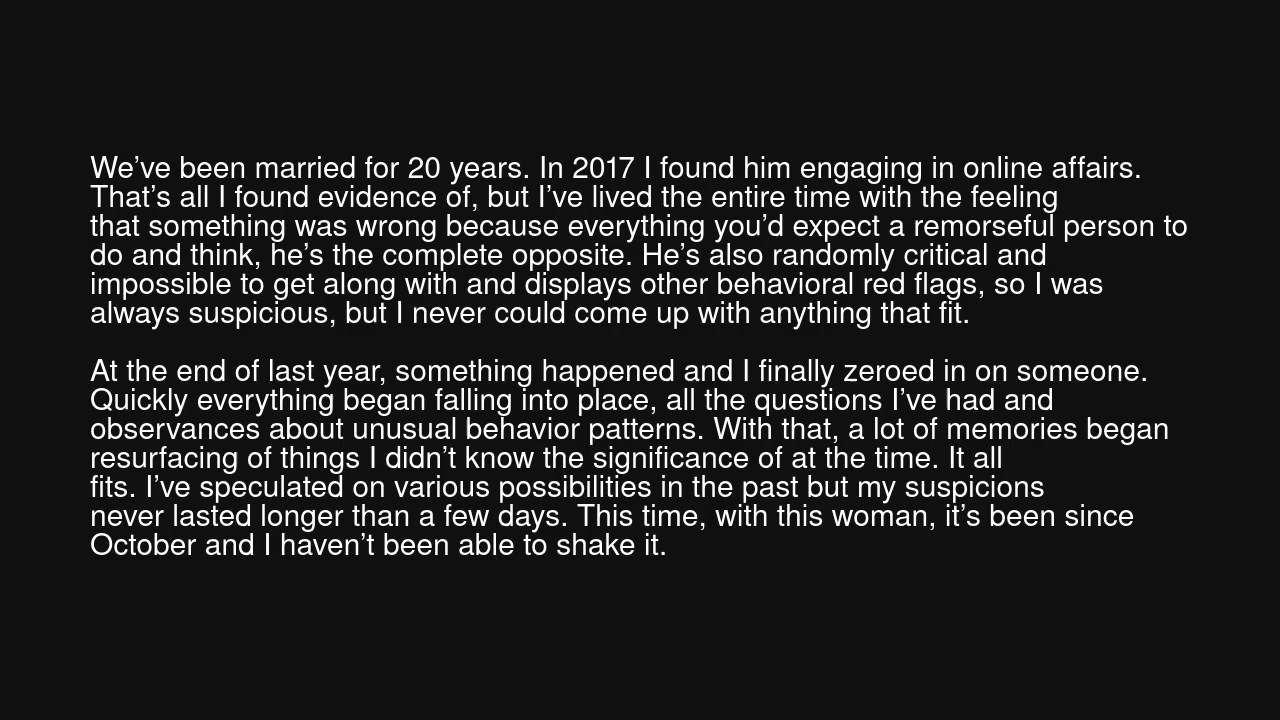 We’ve been married for 20 years. In 2017 I found him engaging in online affairs.
That’s all I found evidence of, but I’ve lived the entire time with the feeling
that something was wrong because everything you’d expect a remorseful person to
do and think, he’s the complete opposite. He’s also randomly critical and
impossible to get along with and displays other behavioral red flags, so I was
always suspicious, but I never could come up with anything that fit.

At the end of last year, something happened and I finally zeroed in on someone.
Quickly everything began falling into place, all the questions I’ve had and
observances about unusual behavior patterns. With that, a lot of memories began
resurfacing of things I didn’t know the significance of at the time. It all
fits. I’ve speculated on various possibilities in the past but my suspicions
never lasted longer than a few days. This time, with this woman, it’s been since
October and I haven’t been able to shake it.